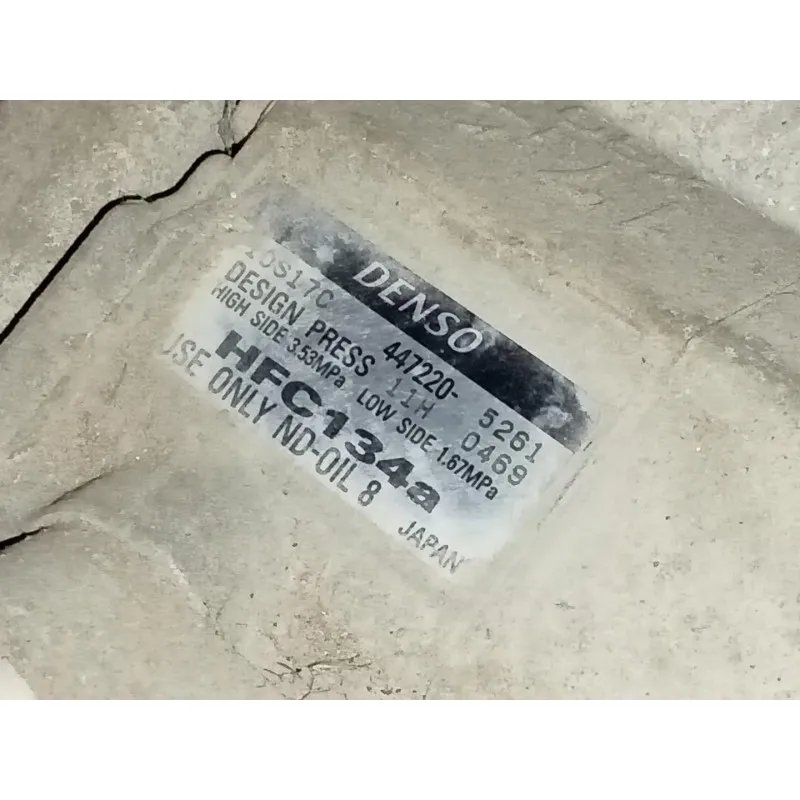 DENSO
10S17C 447220-5261
DESIGN PRESS 11H 0469
HIGH SIDE 3.53MPa LOW SIDE 1.67MPa
HFC134a
USE ONLY ND-OIL 8 JAPAN